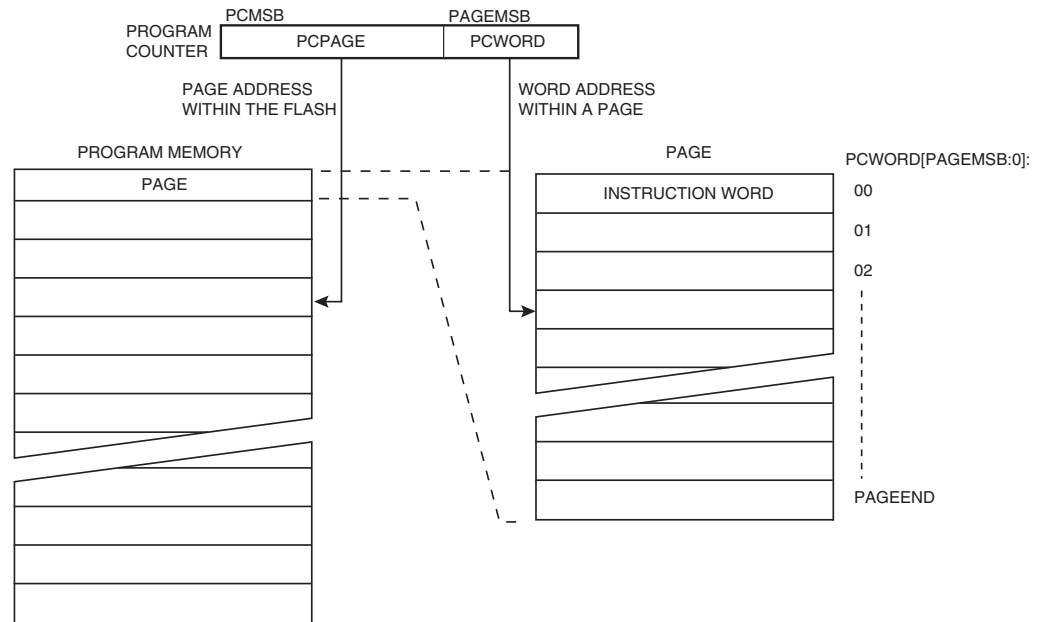 PCMSB
PAGEMSB
PROGRAM
COUNTER
PCPAGE
PCWORD
PAGE ADDRESS
WITHIN THE FLASH
WORD ADDRESS
WITHIN A PAGE
PROGRAM MEMORY
PAGE
PAGE
PCWORD[PAGEMSB:0]:
INSTRUCTION WORD
00
01
02
PAGEEND